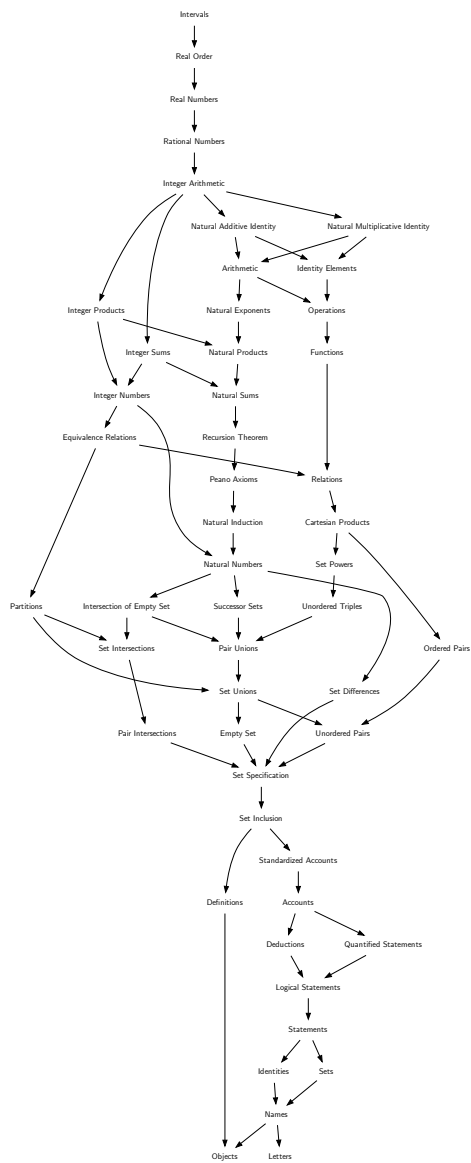 Intervals
Real Order
Real Numbers
Rational Numbers
Integer Arithmetic
Natural Additive Identity
Natural Multiplicative Identity
Arithmetic
Identity Elements
Integer Products
Natural Exponents
Operations
Integer Sums
Natural Products
Functions
Integer Numbers
Natural Sums
Equivalence Relations
Recursion Theorem
Peano Axioms
Relations
Natural Induction
Cartesian Products
Natural Numbers
Set Powers
Partitions
Intersection of Empty Set
Successor Sets
Unordered Triples
Set Intersections
Pair Unions
Ordered Pairs
Set Unions
Set Differences
Pair Intersections
Empty Set
Unordered Pairs
Set Specification
Set Inclusion
Standardized Accounts
Definitions
Accounts
Deductions
Quantified Statements
Logical Statements
Statements
Identities
Sets
Names
Objects
Letters